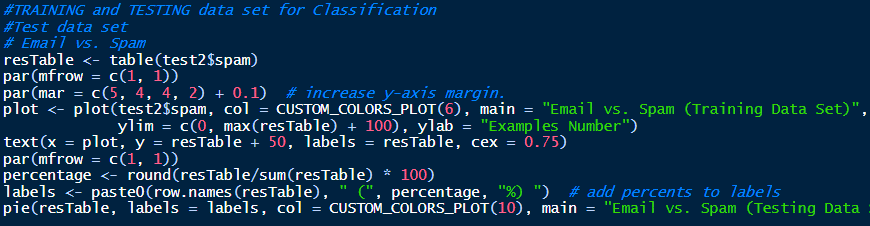 #TRAINING and TESTING data set for Classification
#Test data set
# Email vs. Spam
resTable <- table(test2$spam)
par(mfrow = c(1, 1))
par(mar = c(5, 4, 4, 2) + 0.1)  # increase y-axis margin.
plot <- plot(test2$spam, col = CUSTOM_COLORS_PLOT(6), main = "Email vs. Spam (Training Data Set)",
ylim = c(0, max(resTable) + 100), ylab = "Examples Number")
text(x = plot, y = resTable + 50, labels = resTable, cex = 0.75)
par(mfrow = c(1, 1))
percentage <- round(resTable/sum(resTable) * 100)
labels <- paste0(row.names(resTable), " (", percentage, "%) ")  # add percents to labels
pie(resTable, labels = labels, col = CUSTOM_COLORS_PLOT(10), main = "Email vs. Spam (Testing Data